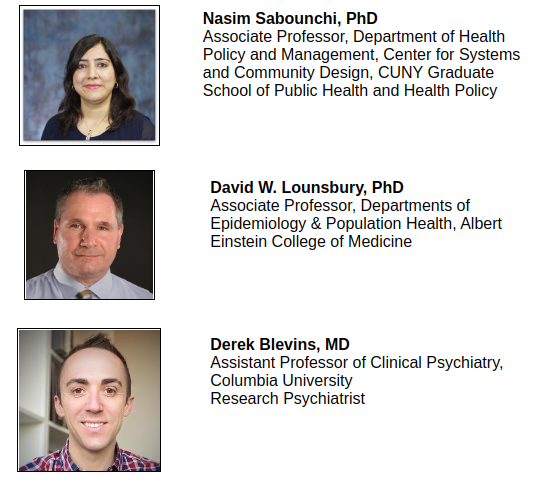 Nasim Sabounchi, PhD
Associate Professor, Department of Health
Policy and Management, Center for Systems
and Community Design, CUNY Graduate
School of Public Health and Health Policy
David W. Lounsbury, PhD
Associate Professor, Departments of
Epidemiology & Population Health, Albert
Einstein College of Medicine
Derek Blevins, MD
Assistant Professor of Clinical Psychiatry,
Columbia University
Research Psychiatrist